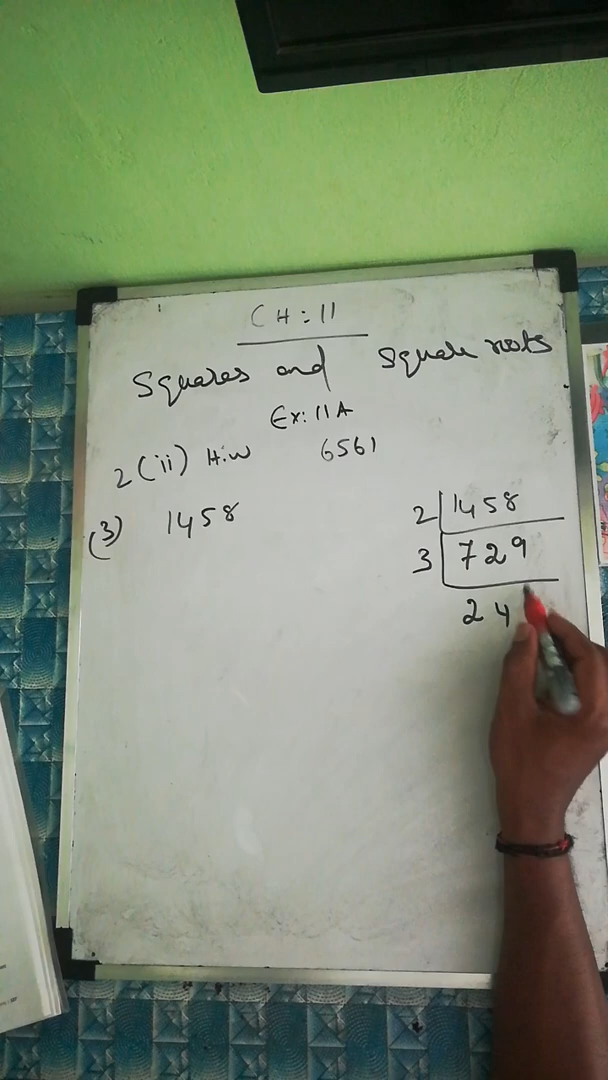 CH: 11
Squares and Square roots
Ex: 11A
2 (ii) H.W 6561
(3) 1458
2 1458
3 729
24